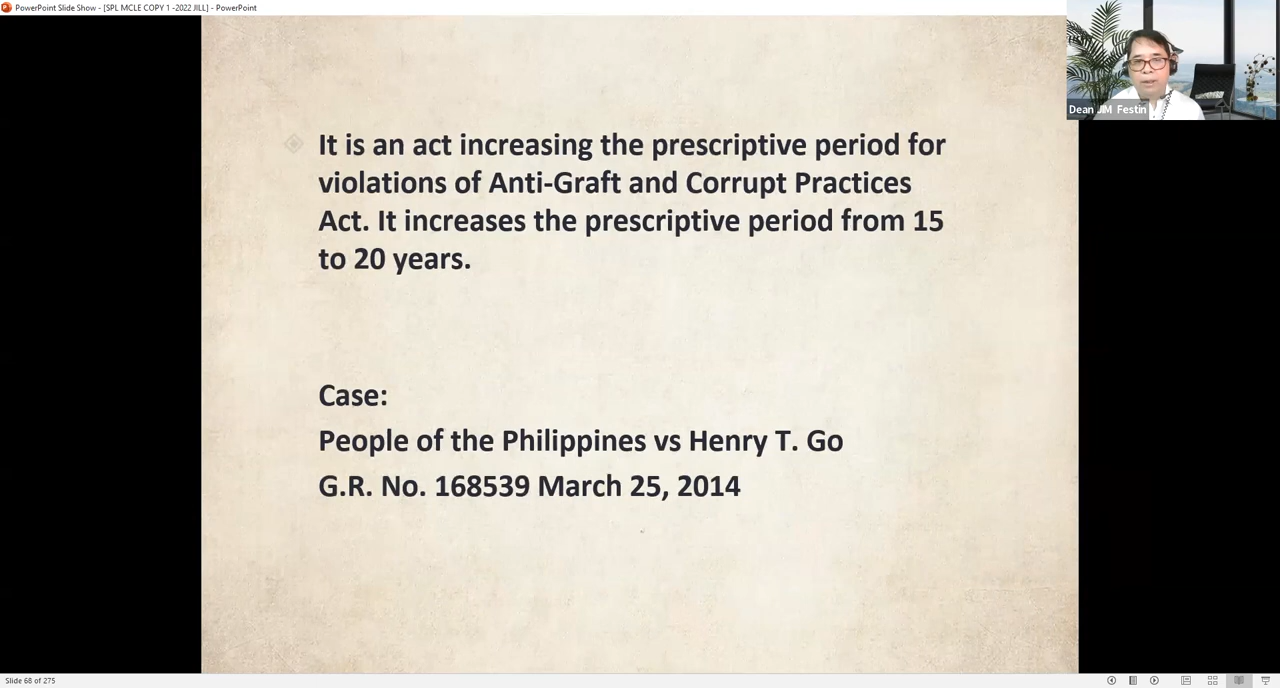 PowerPoint Slide Show - [SPL MCLE COPY 1 -2022 JILL] - PowerPoint
Dean JIM Festin
It is an act increasing the prescriptive period for
violations of Anti-Graft and Corrupt Practices
Act. It increases the prescriptive period from 15
to 20 years.
Case:
People of the Philippines vs Henry T. Go
G.R. No. 168539 March 25, 2014
Slide 68 of 275